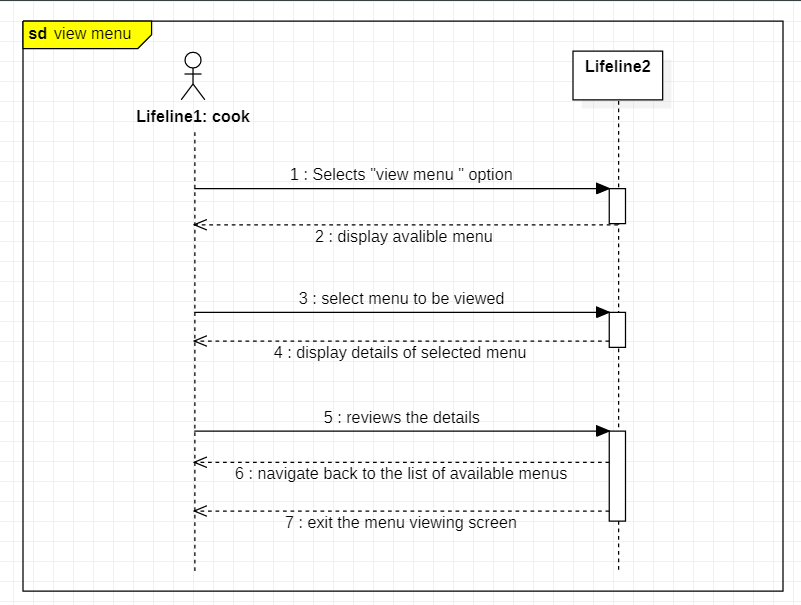 sd view menu
Lifeline1: cook
Lifeline2
1 : Selects "view menu " option
2 : display avalible menu
3 : select menu to be viewed
4 : display details of selected menu
5 : reviews the details
6 : navigate back to the list of available menus
7 : exit the menu viewing screen